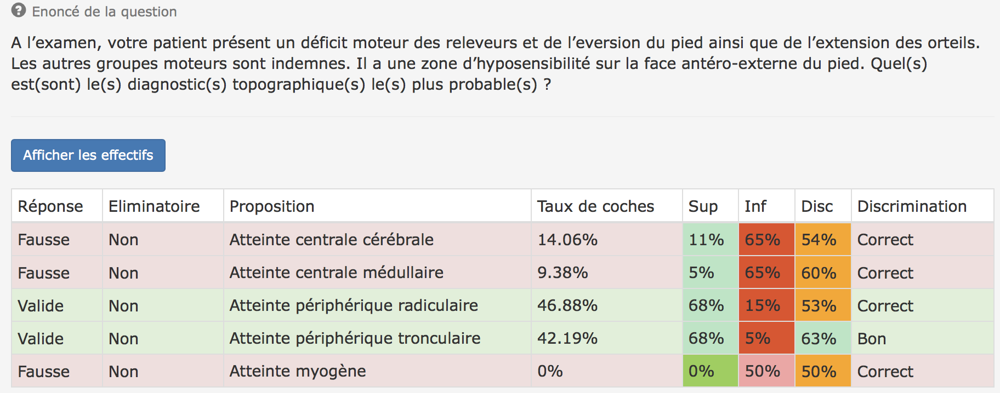 Enoncé de la question
A l’examen, votre patient présent un déficit moteur des releveurs et de l’eversion du pied ainsi que de l’extension des orteils.
Les autres groupes moteurs sont indemnes. Il a une zone d’hyposensibilité sur la face antéro-externe du pied. Quel(s)
est(sont) le(s) diagnostic(s) topographique(s) le(s) plus probable(s) ?
Afficher les effectifs
Réponse Eliminatoire Proposition Taux de coches Sup Inf Disc Discrimination
Fausse Non Atteinte centrale cérébrale 14.06% 11% 65% 54% Correct
Fausse Non Atteinte centrale médullaire 9.38% 5% 65% 60% Correct
Valide Non Atteinte périphérique radiculaire 46.88% 68% 15% 53% Correct
Valide Non Atteinte périphérique tronculaire 42.19% 68% 5% 63% Bon
Fausse Non Atteinte myogène 0% 0% 50% 50% Correct